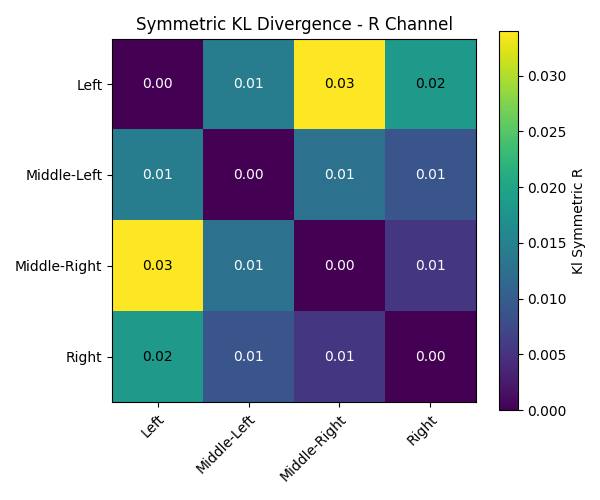 Symmetric KL Divergence - R Channel
Left
0.00 0.01 0.03 0.02
Middle-Left
0.01 0.00 0.01 0.01
Middle-Right
0.03 0.01 0.00 0.01
Right
0.02 0.01 0.01 0.00
Left Middle-Left Middle-Right Right
0.030
0.025
0.020
0.015
0.010
0.005
0.000
Kl Symmetric R